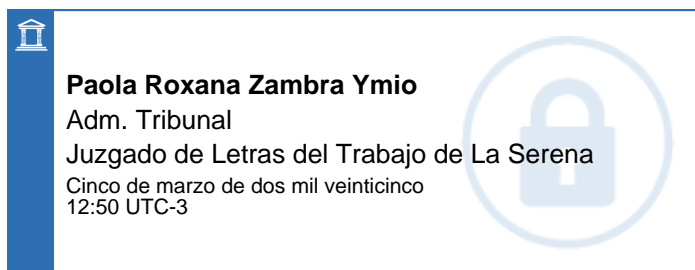 Paola Roxana Zambra Ymio
Adm. Tribunal
Juzgado de Letras del Trabajo de La Serena
Cinco de marzo de dos mil veinticinco
12:50 UTC-3